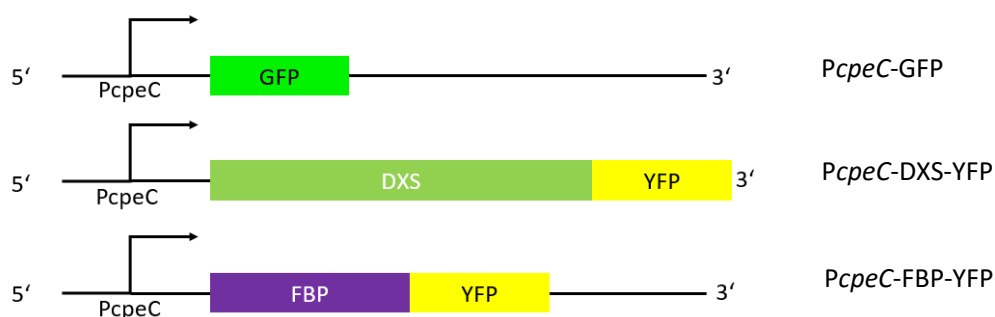 5‘ PcpeC GFP 3‘ PcpeC-GFP
5‘ PcpeC DXS YFP 3‘ PcpeC-DXS-YFP
5‘ PcpeC FBP YFP 3‘ PcpeC-FBP-YFP